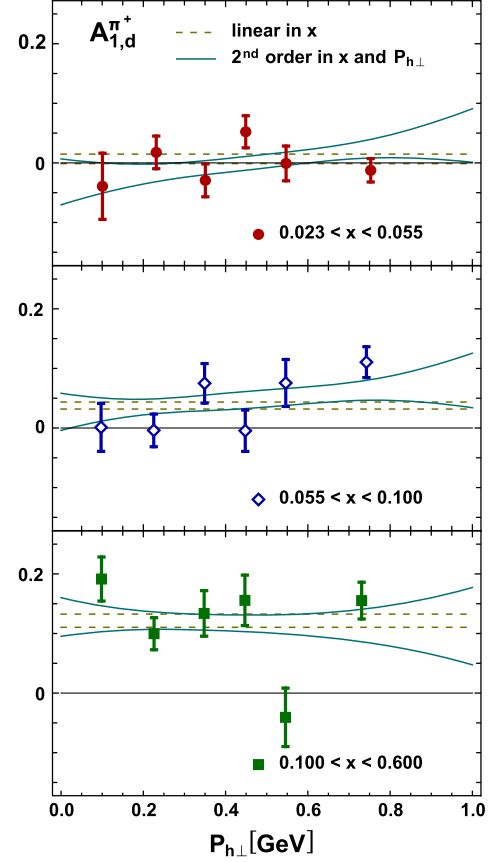 A₁,d^π⁺
linear in x
2nd order in x and Ph⊥
0.2
0
0.023 < x < 0.055
0.2
0
0.055 < x < 0.100
0.2
0
0.100 < x < 0.600
0.0 0.2 0.4 0.6 0.8 1.0
Ph⊥[GeV]